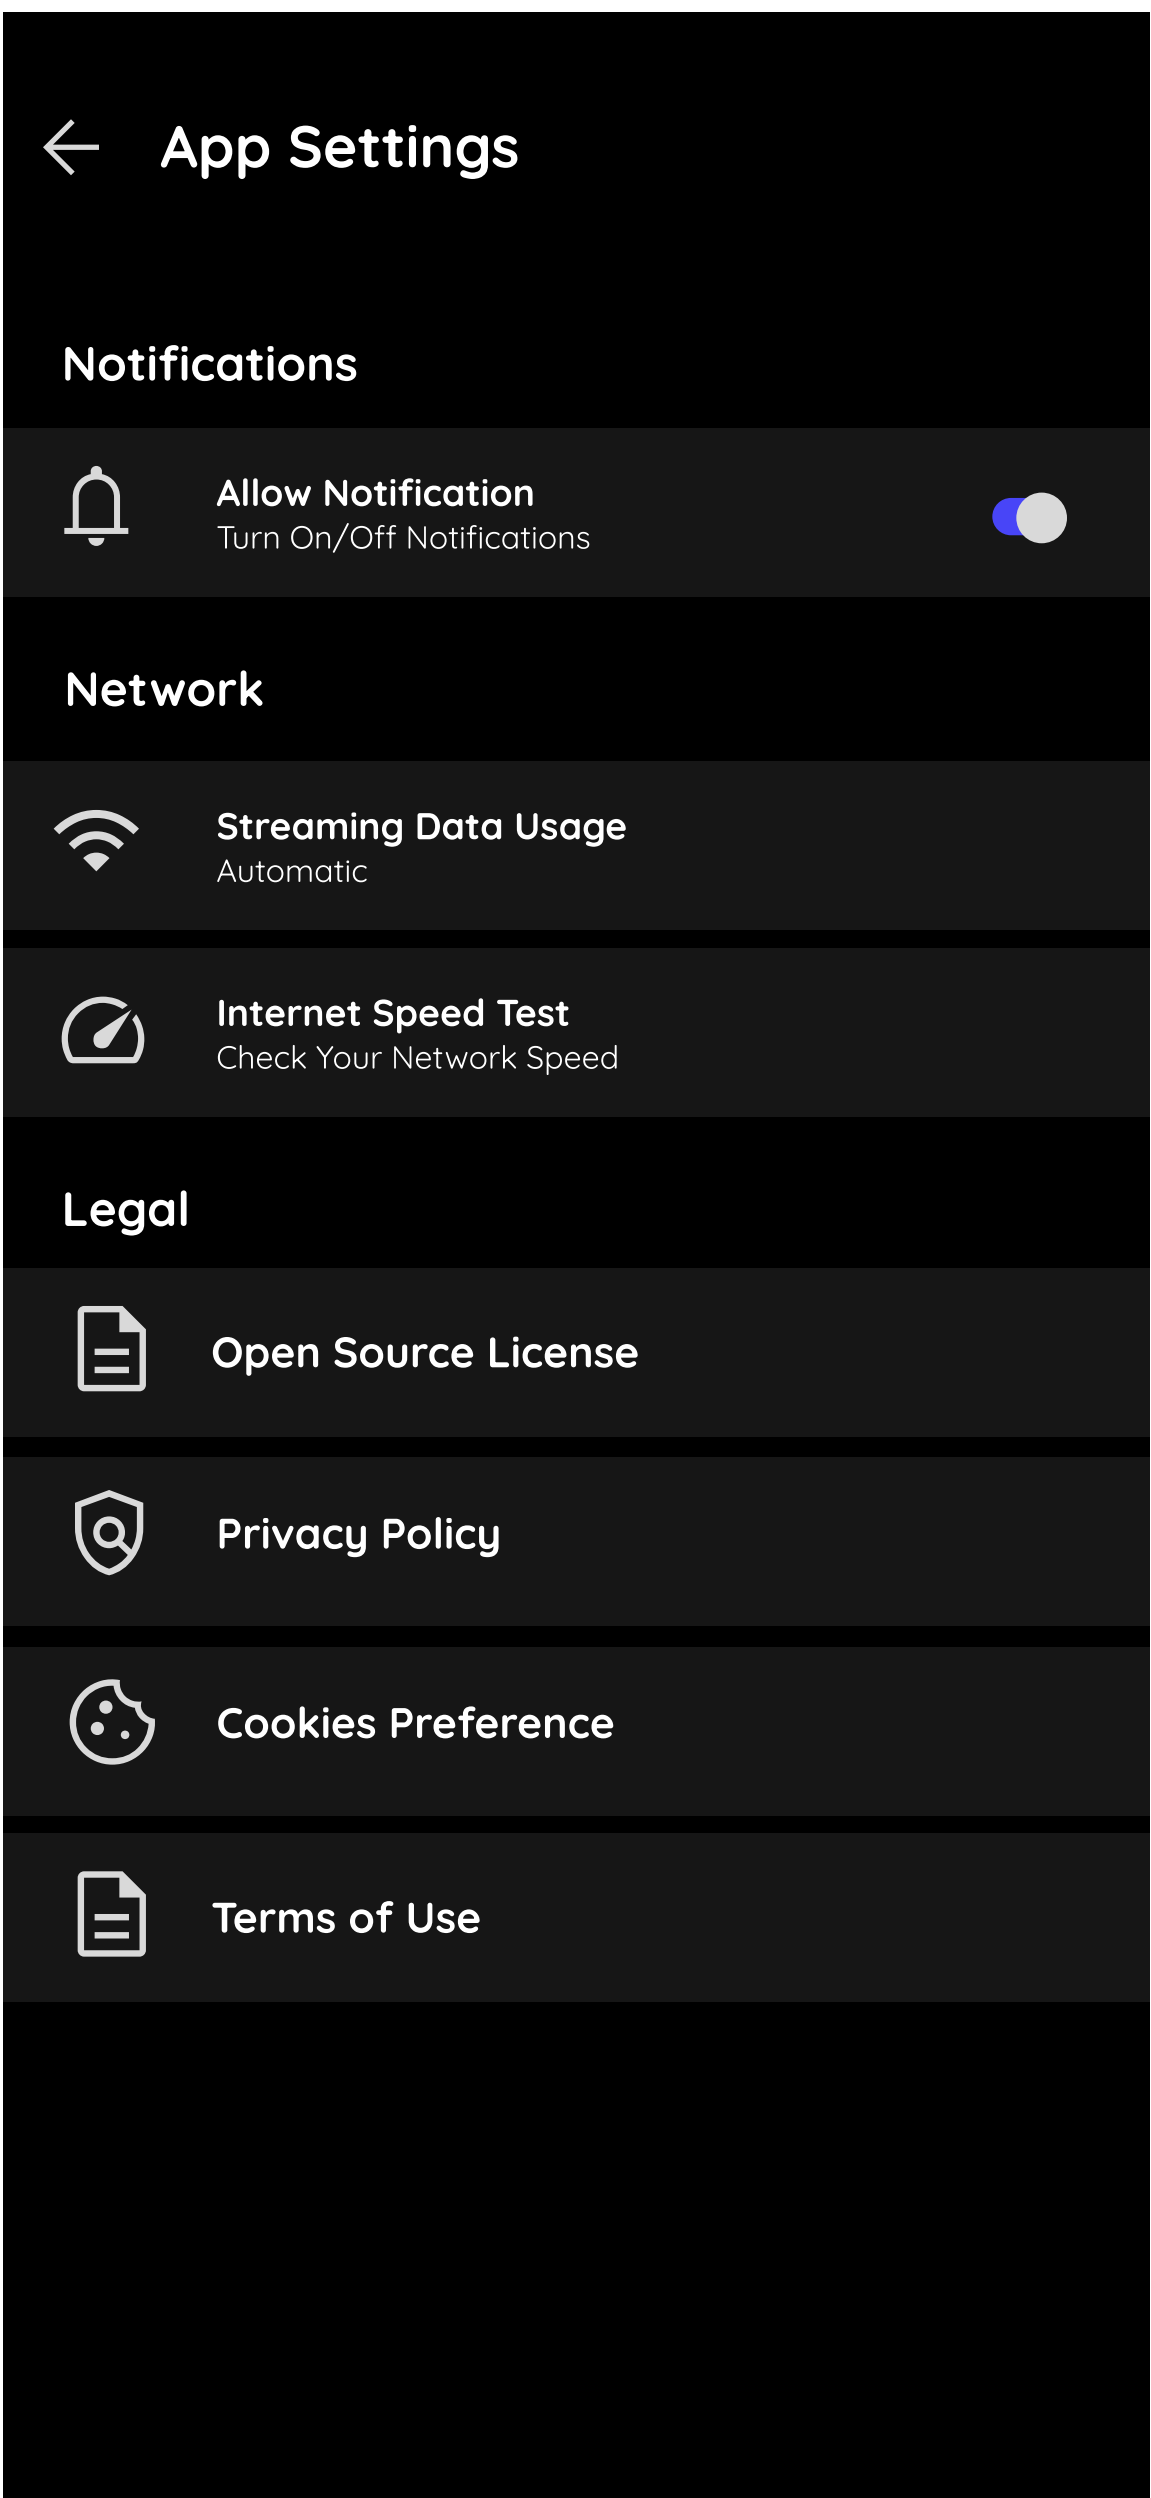 App Settings
Notifications
Allow Notification
Turn On/Off Notifications
Network
Streaming Data Usage
Automatic
Internet Speed Test
Check Your Network Speed
Legal
Open Source License
Privacy Policy
Cookies Preference
Terms of Use